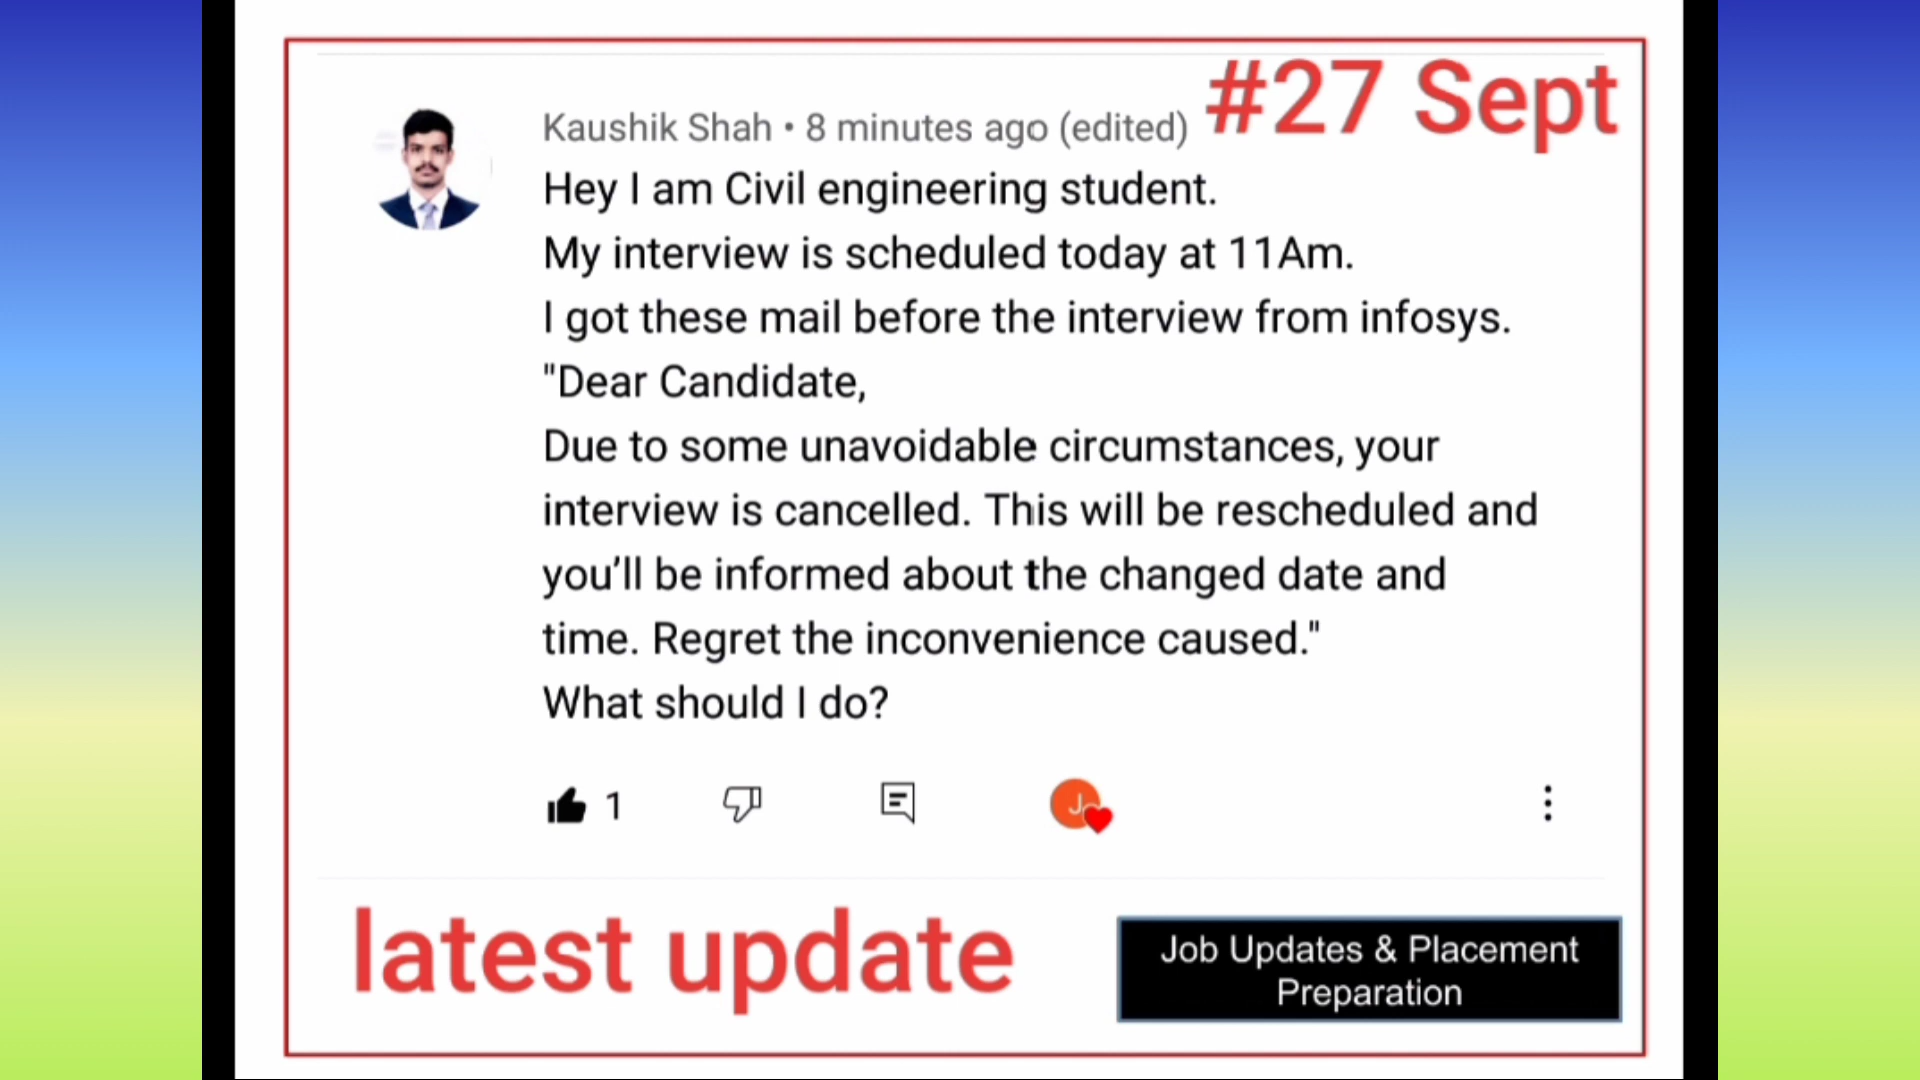 #27 Sept
Kaushik Shah • 8 minutes ago (edited)
Hey I am Civil engineering student.
My interview is scheduled today at 11Am.
I got these mail before the interview from infosys.
"Dear Candidate,
Due to some unavoidable circumstances, your
interview is cancelled. This will be rescheduled and
you’ll be informed about the changed date and
time. Regret the inconvenience caused."
What should I do?
1
J
latest update
Job Updates & Placement
Preparation